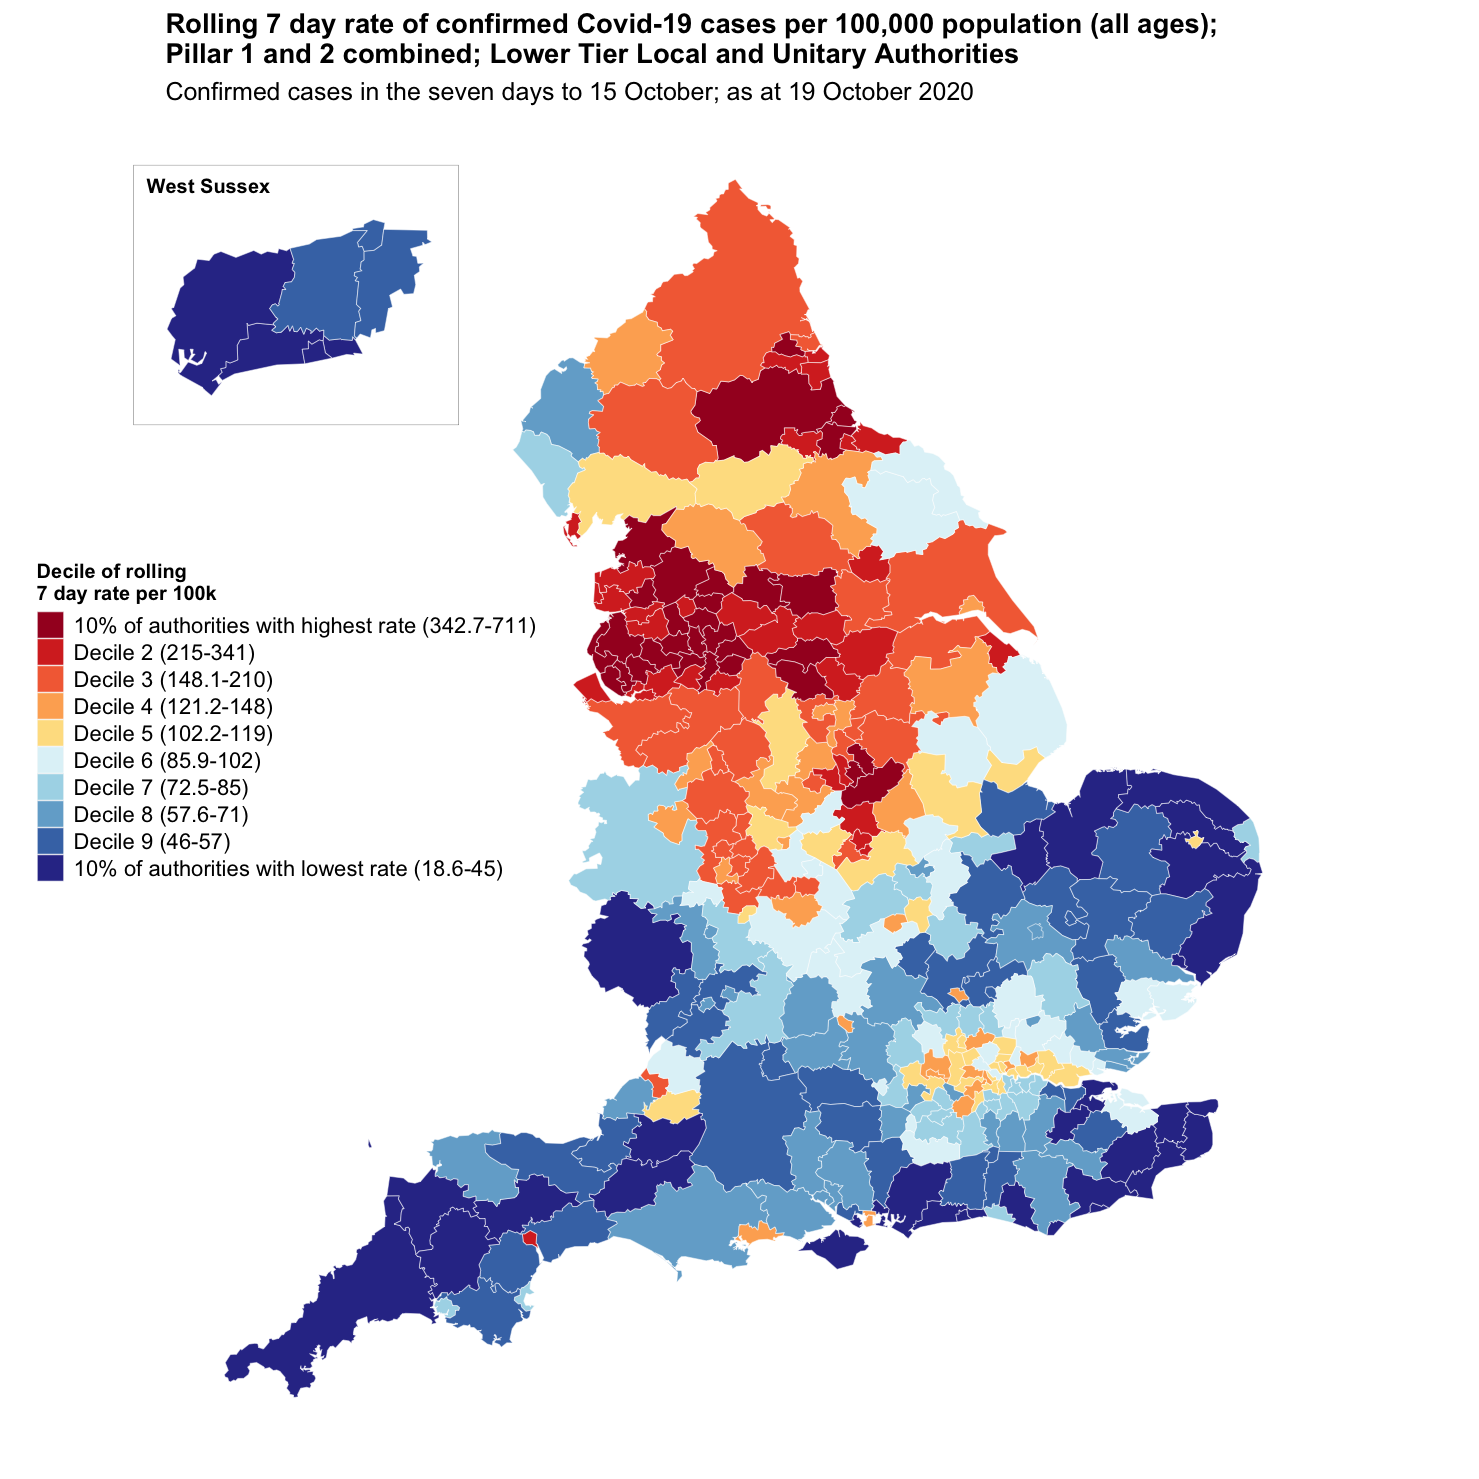 Rolling 7 day rate of confirmed Covid-19 cases per 100,000 population (all ages);
Pillar 1 and 2 combined; Lower Tier Local and Unitary Authorities
Confirmed cases in the seven days to 15 October; as at 19 October 2020
West Sussex
Decile of rolling
7 day rate per 100k
10% of authorities with highest rate (342.7-711)
Decile 2 (215-341)
Decile 3 (148.1-210)
Decile 4 (121.2-148)
Decile 5 (102.2-119)
Decile 6 (85.9-102)
Decile 7 (72.5-85)
Decile 8 (57.6-71)
Decile 9 (46-57)
10% of authorities with lowest rate (18.6-45)